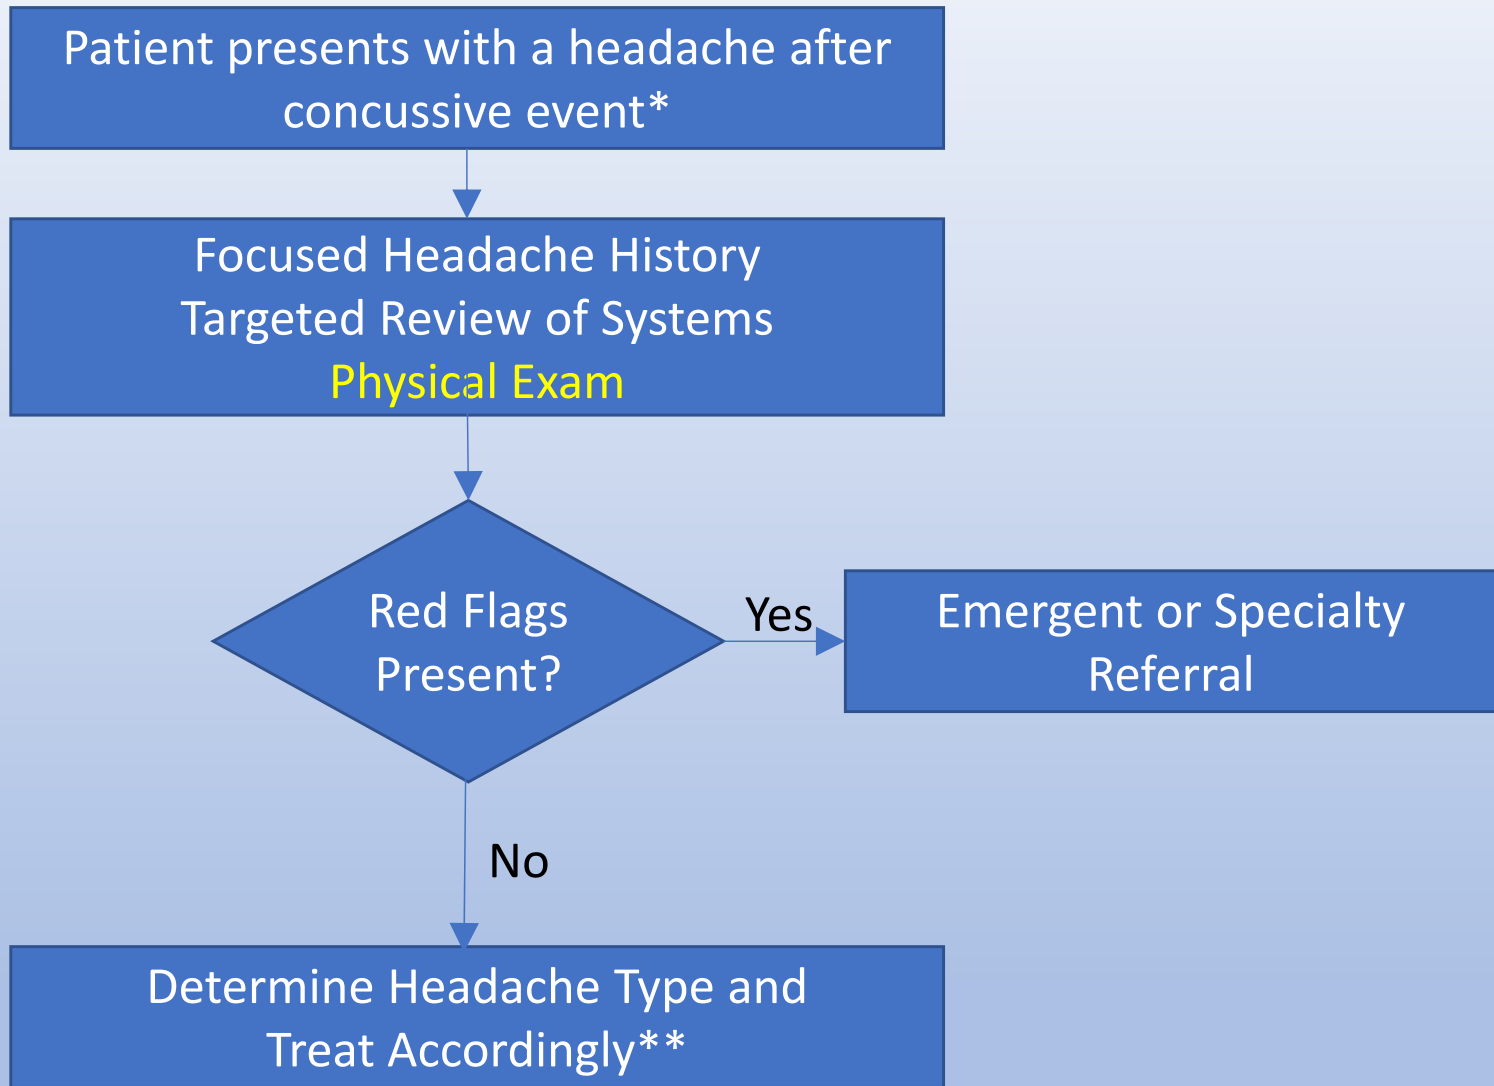 Patient presents with a headache after
concussive event*
Focused Headache History
Targeted Review of Systems
Physical Exam
Red Flags
Present?
Yes
Emergent or Specialty
Referral
No
Determine Headache Type and
Treat Accordingly**